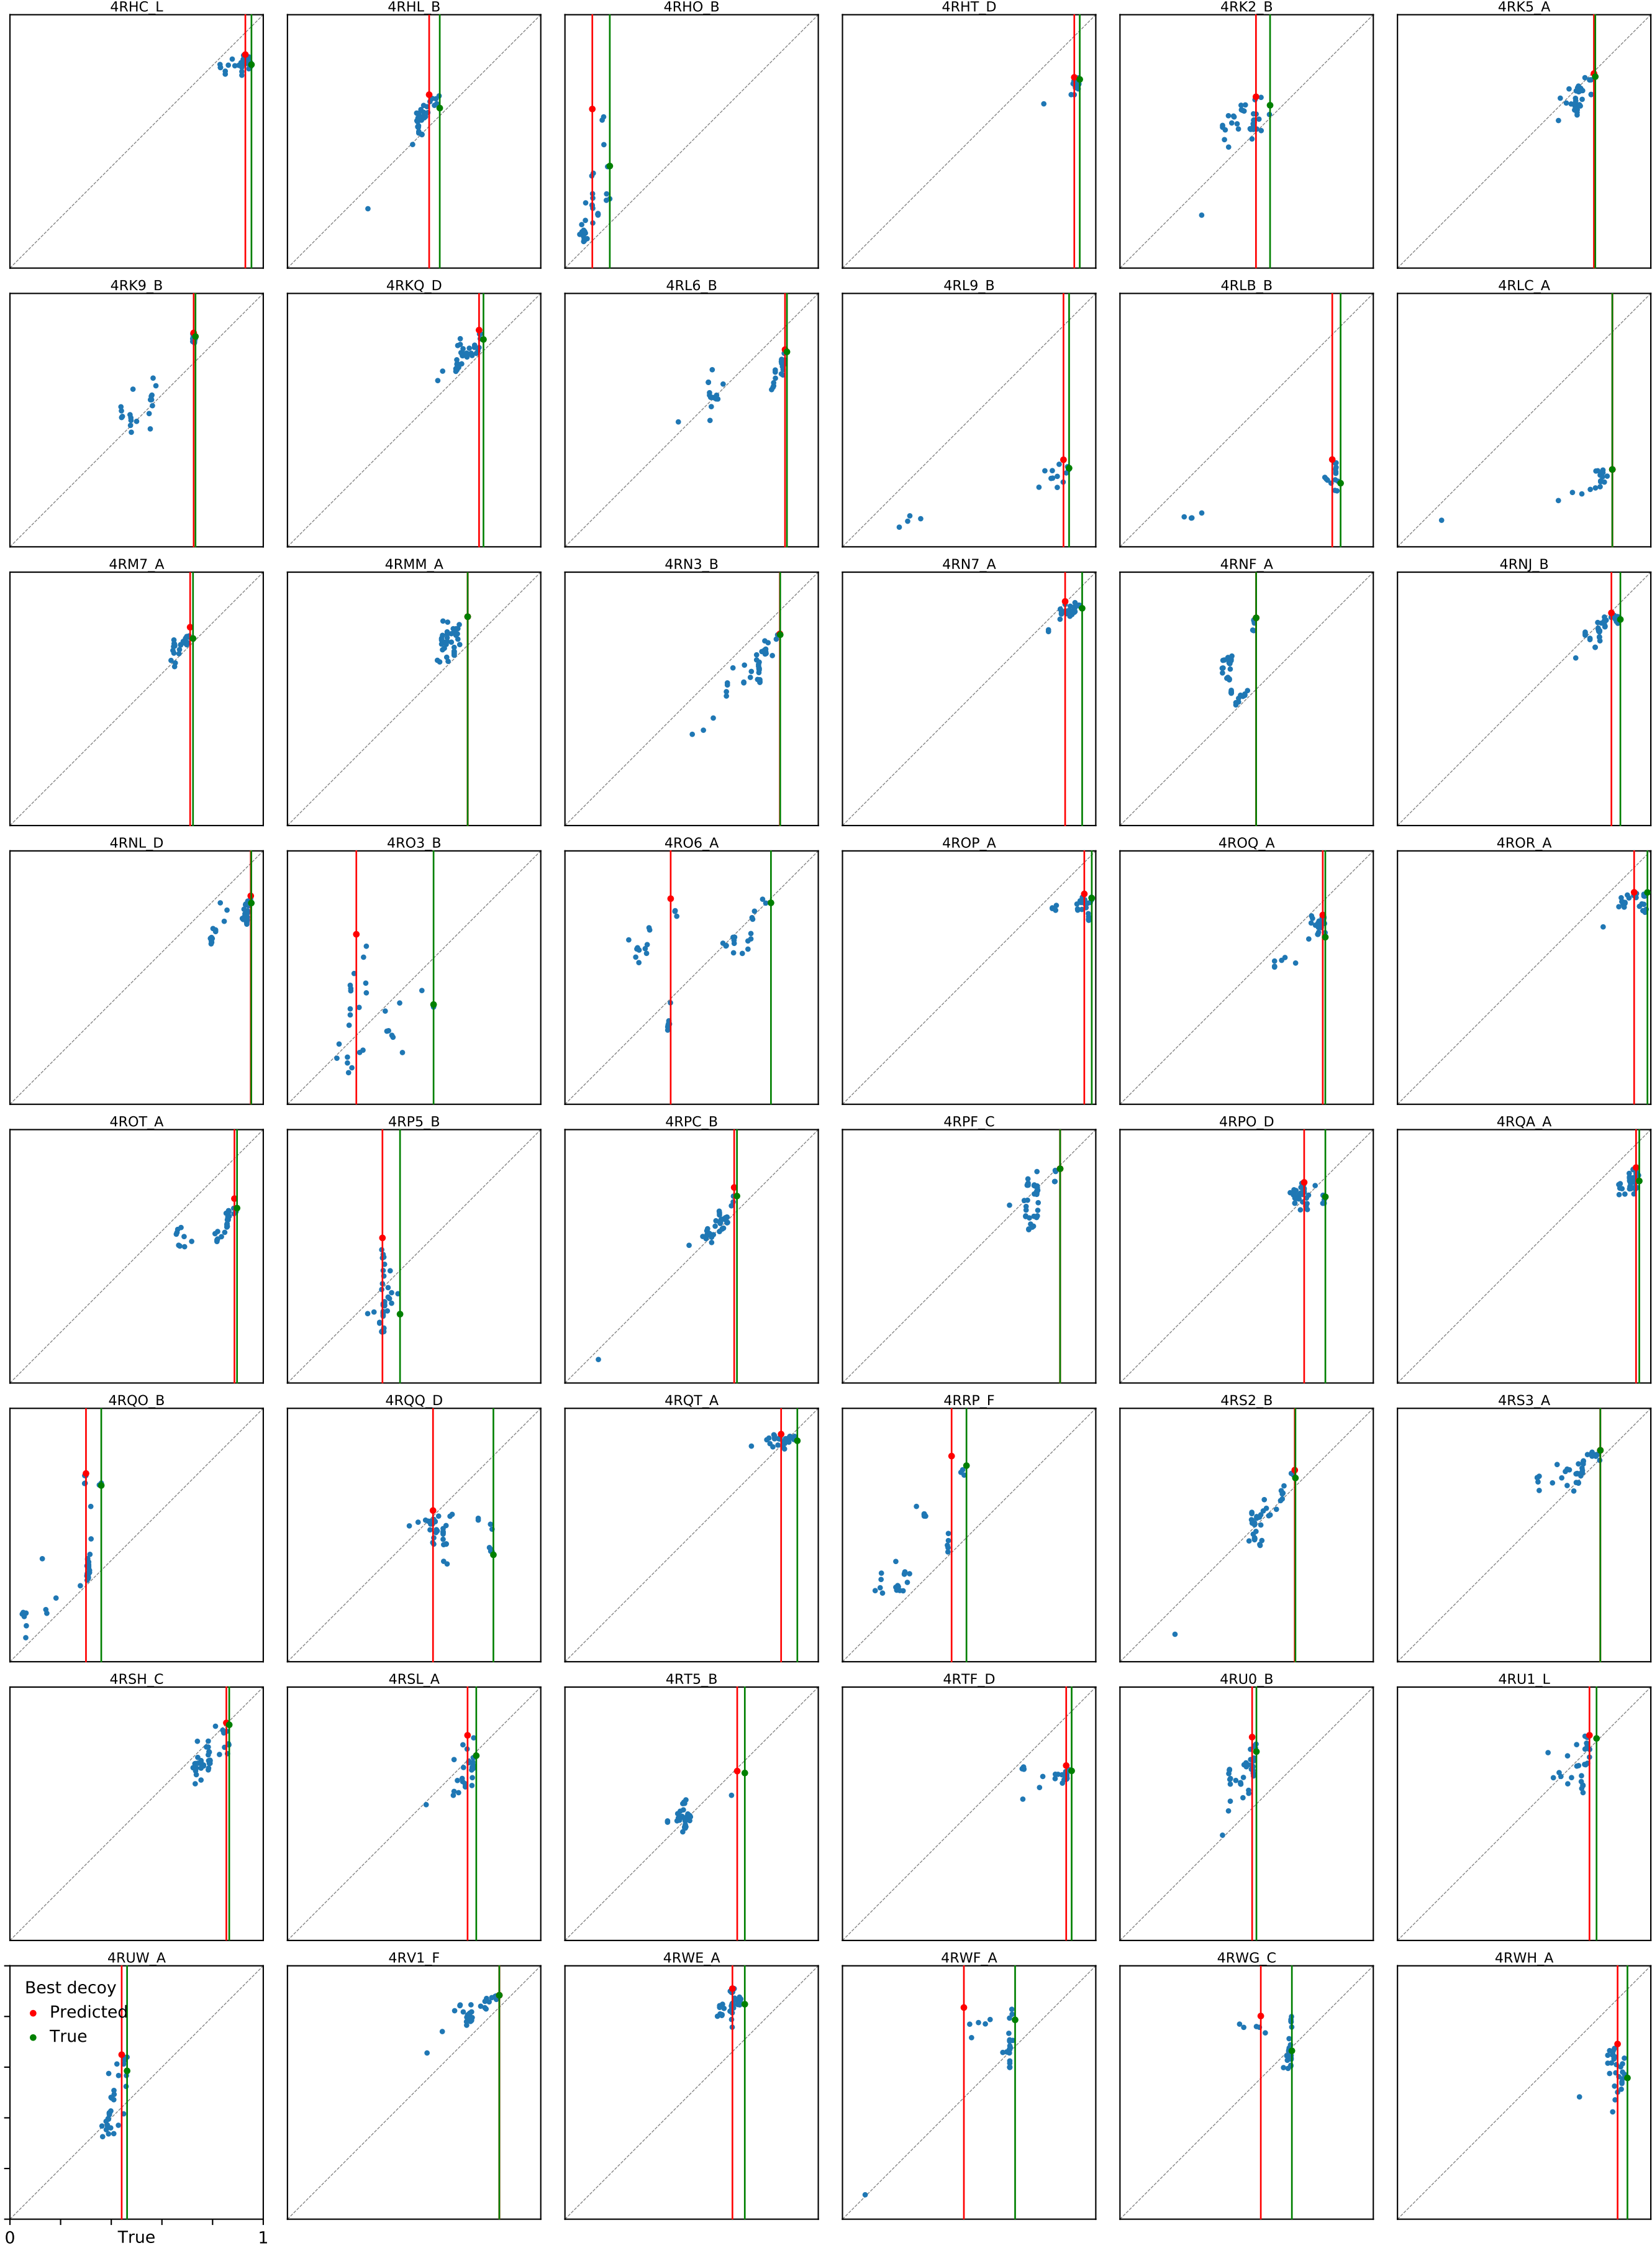 4RHC_L 4RHL_B 4RHO_B 4RHT_D 4RK2_B 4RK5_A
4RK9_B 4RKQ_D 4RL6_B 4RL9_B 4RLB_B 4RLC_A
4RM7_A 4RMM_A 4RN3_B 4RN7_A 4RNF_A 4RNJ_B
4RNL_D 4RO3_B 4RO6_A 4ROP_A 4ROQ_A 4ROR_A
4ROT_A 4RP5_B 4RPC_B 4RPF_C 4RPO_D 4RQA_A
4RQO_B 4RQQ_D 4RQT_A 4RRP_F 4RS2_B 4RS3_A
4RSH_C 4RSL_A 4RT5_B 4RTF_D 4RU0_B 4RU1_L
4RUW_A 4RV1_F 4RWE_A 4RWF_A 4RWG_C 4RWH_A
Best decoy
Predicted
True
0 True 1